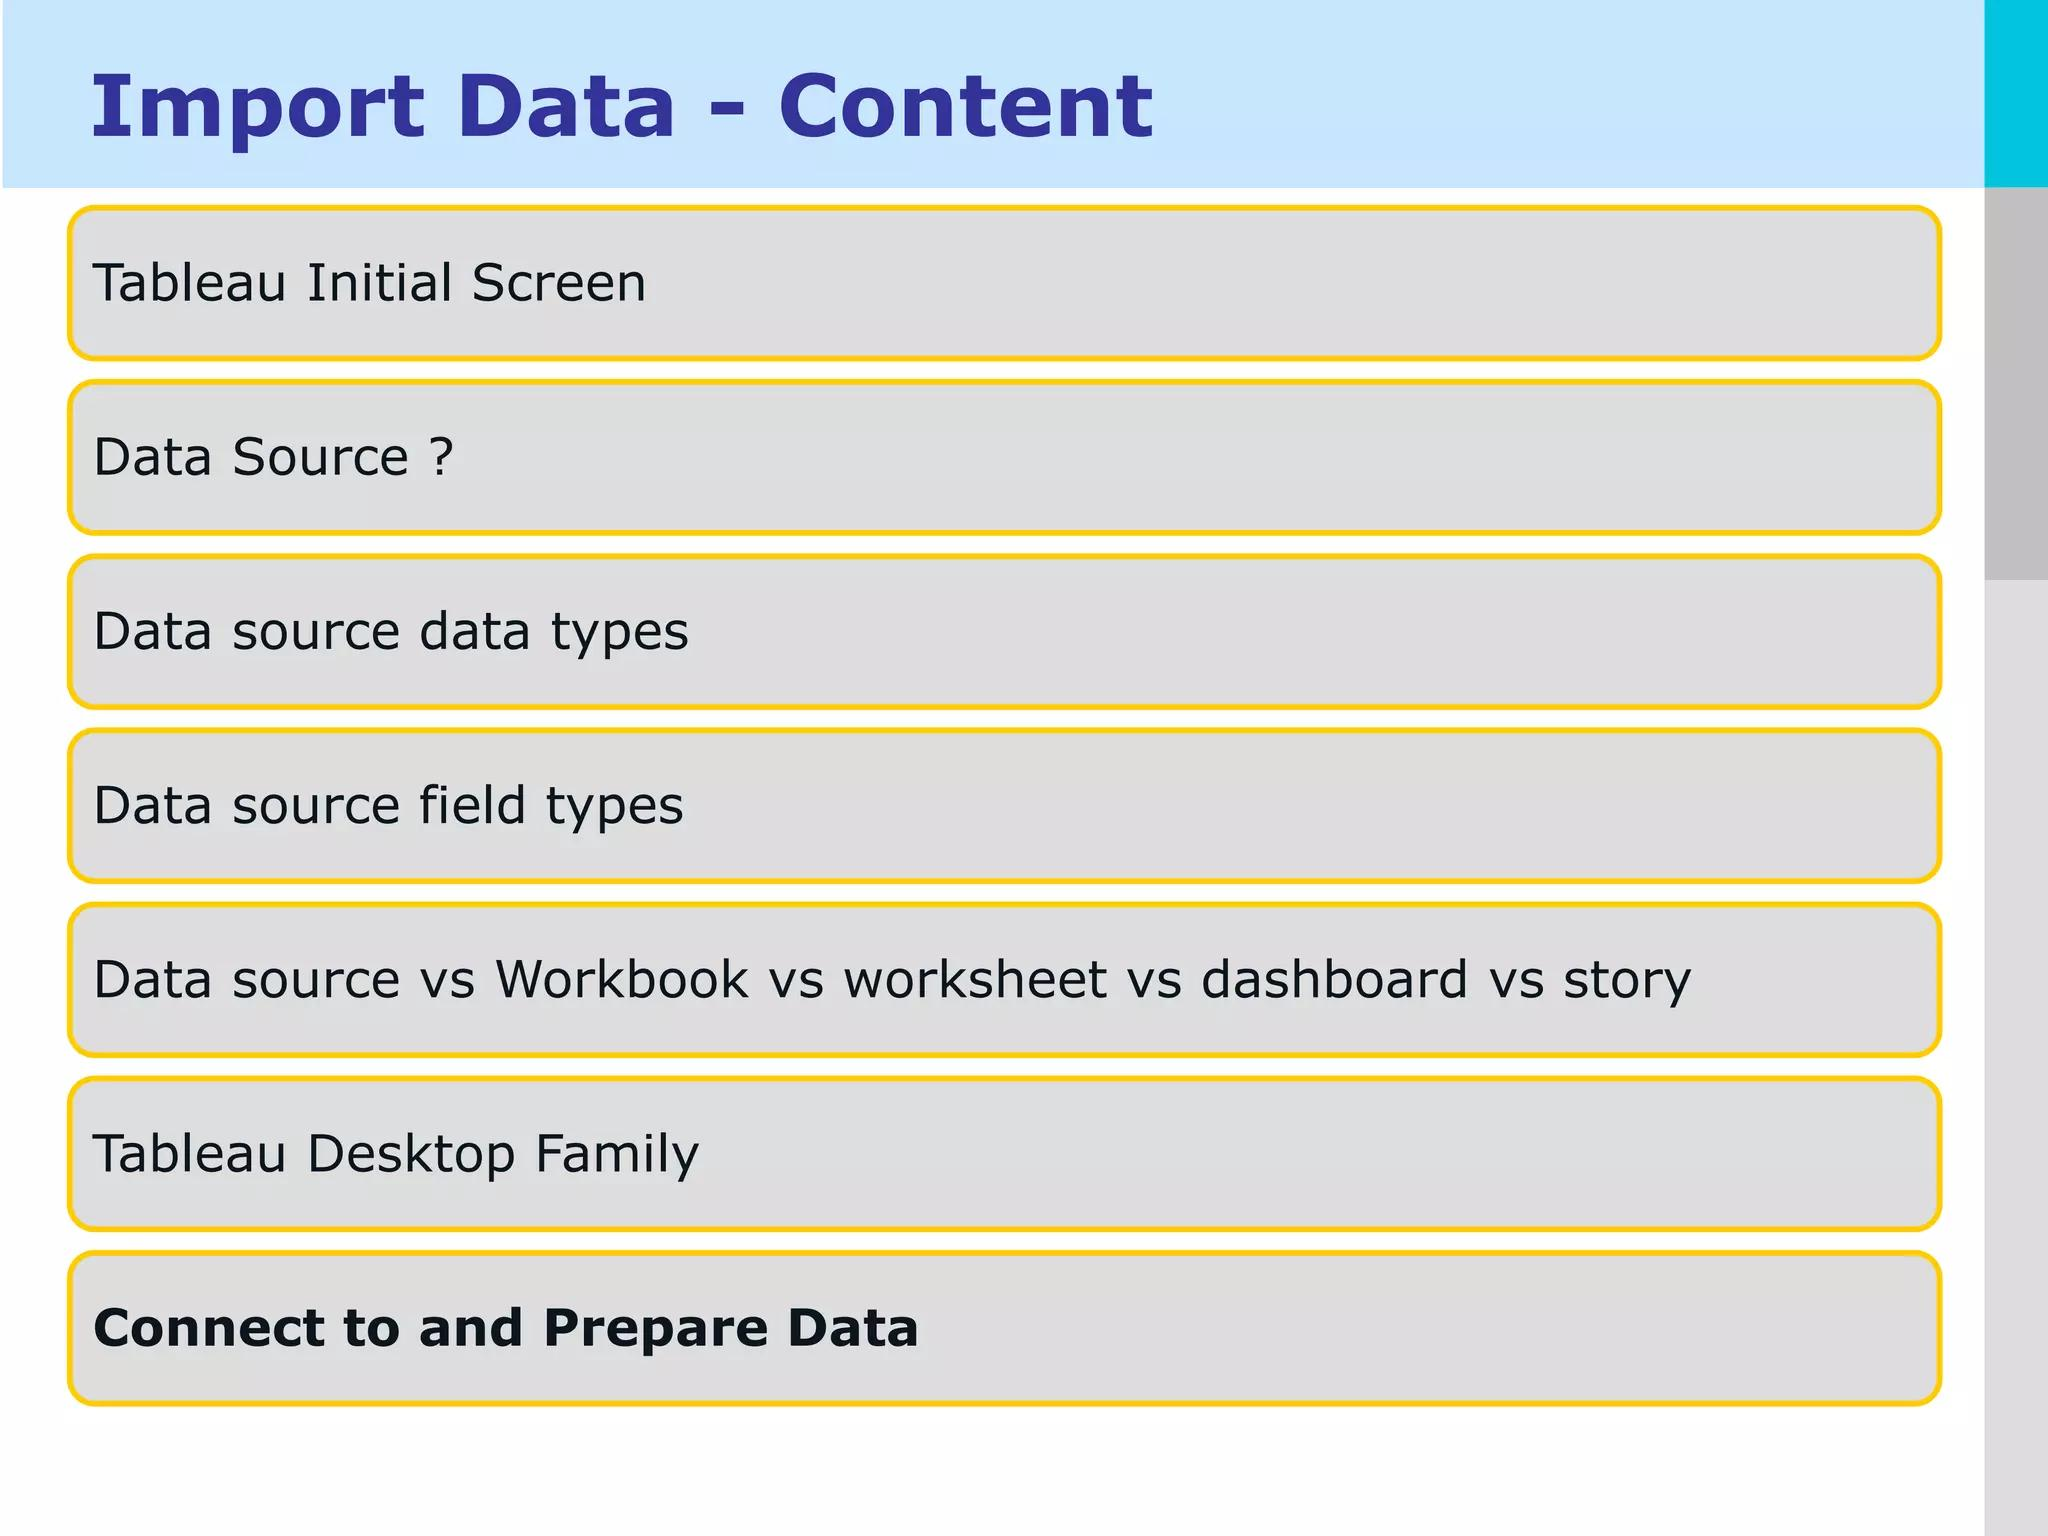 Import Data - Content
Tableau Initial Screen
Data Source ?
Data source data types
Data source field types
Data source vs Workbook vs worksheet vs dashboard vs story
Tableau Desktop Family
Connect to and Prepare Data